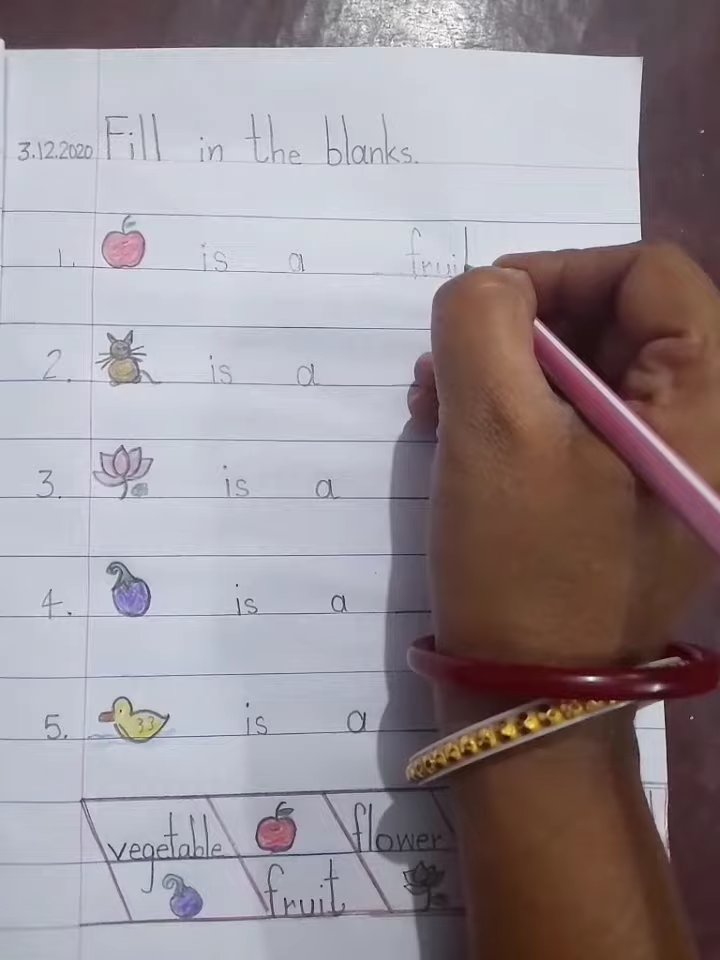 3.12.2020 Fill in the blanks.
1. is a fruit
2. is a
3. is a
4. is a
5. is a
vegetable flower
fruit